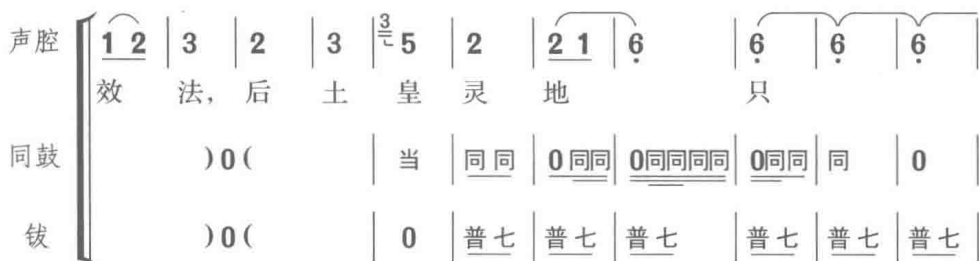 声腔 1 2 | 3 | 2 | 3 | 3 5 | 2 | 2 1 | 6 | 6 | 6 | 6
效 法, 后 土 皇 灵 地 只
同鼓 )0( | 当 | 同 同 | 0同同 | 0同同同同 | 0同同 | 同 | 0
钹 )0( | 0 | 普 七 | 普 七 | 普 七 | 普 七 | 普 七 | 普 七